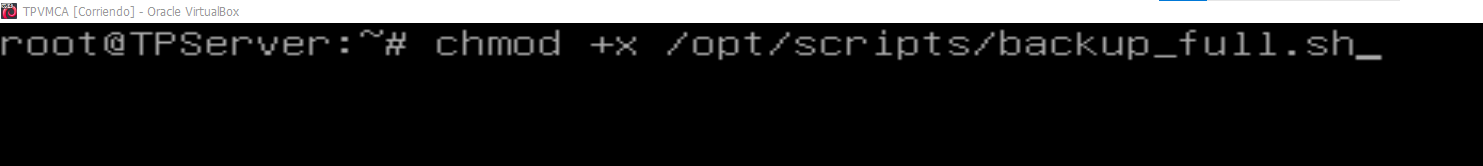 TPVMCA [Corriendo] - Oracle VirtualBox
root@TPServer:~# chmod +x /opt/scripts/backup_full.sh_